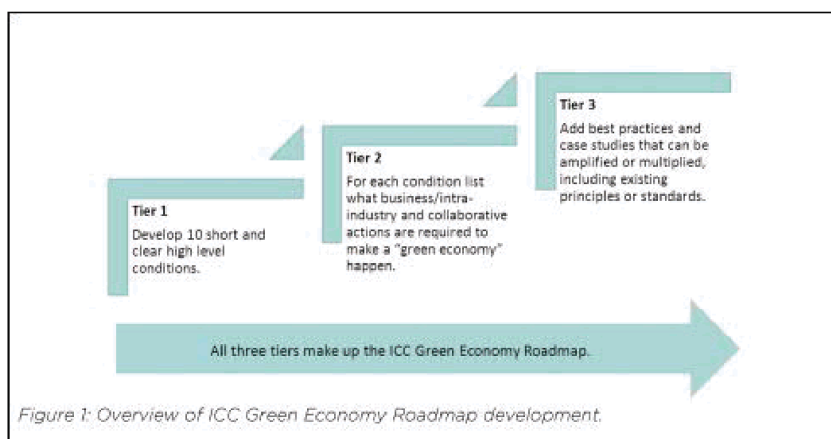 Tier 1
Develop 10 short and
clear high level
conditions.
Tier 2
For each condition list
what business/intra-
industry and collaborative
actions are required to
make a “green economy”
happen.
Tier 3
Add best practices and
case studies that can be
amplified or multiplied,
including existing
principles or standards.
All three tiers make up the ICC Green Economy Roadmap.
Figure 1: Overview of ICC Green Economy Roadmap development.